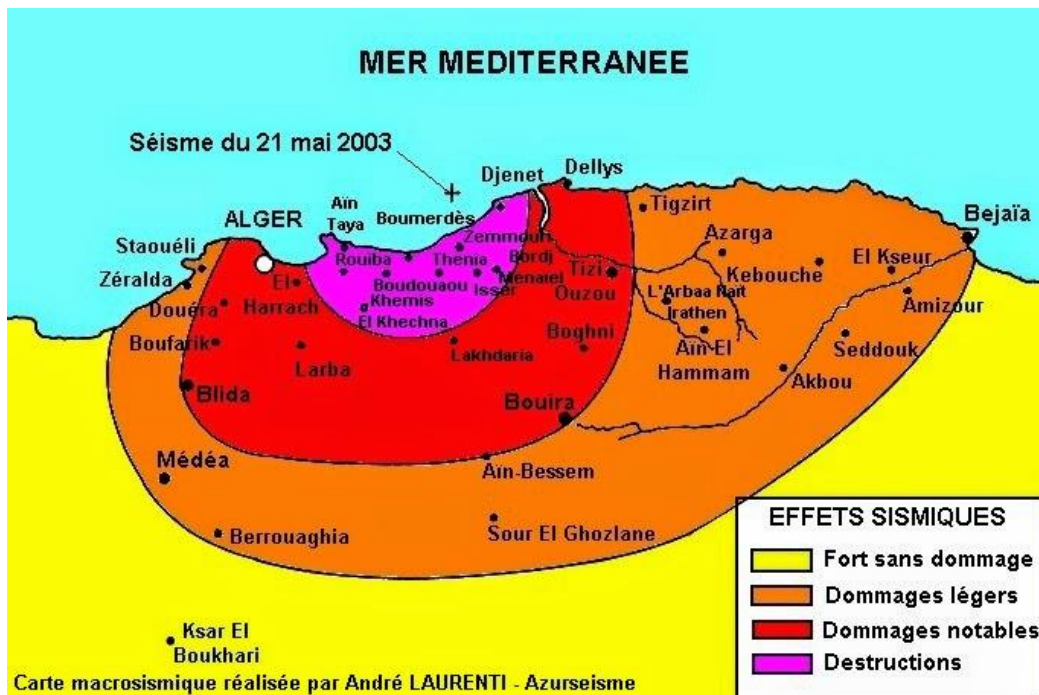 MER MEDITERRANEE
Séisme du 21 mai 2003
Djenet
Dellys
Aïn
Taya
Boumerdès
Tigzirt
ALGER
Bejaïa
Staouéli
Zemmouri
Azarga
Rouiba
Thenia
Bordj
El Kseur
Zéralda
El
Boudouaou
Isser
Menaiel
Tizi
Ouzou
Kebouche
Douéra
Harrach
Khemis
El Khechna
L'Arbaa Naït
Irathen
Amizour
Boufarik
Larba
Lakhdaria
Boghni
Aïn El
Hammam
Seddouk
Blida
Bouira
Akbou
Médéa
Aïn-Bessem
Berrouaghia
Sour El Ghozlane
EFFETS SISMIQUES
Fort sans dommage
Dommages légers
Dommages notables
Destructions
Ksar El
Boukhari
Carte macrosismique réalisée par André LAURENTI - Azurseisme